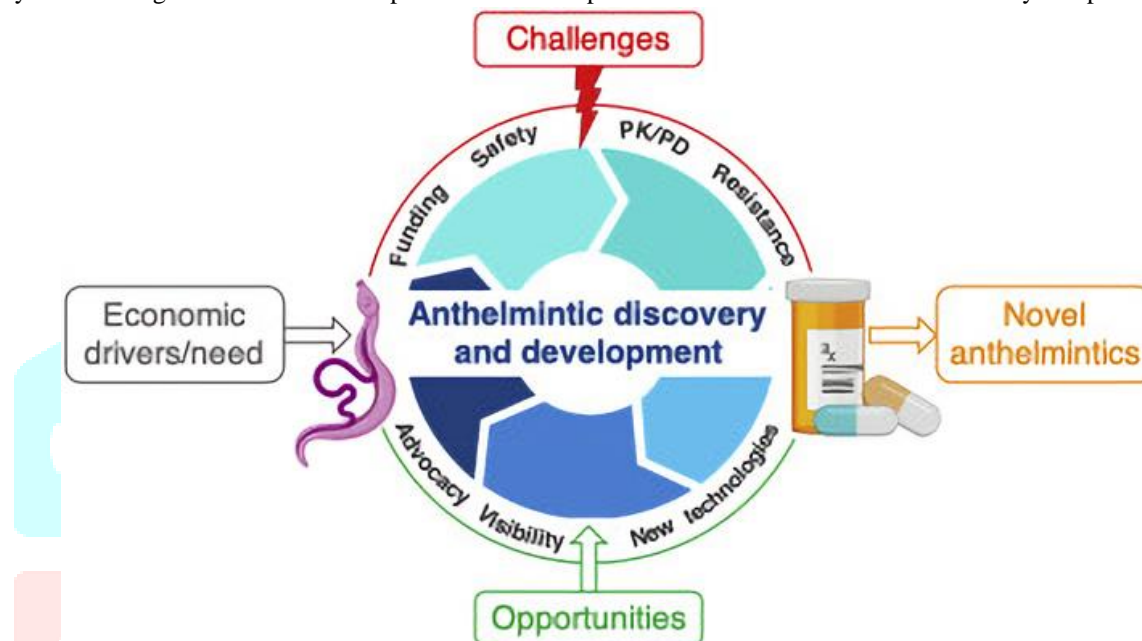 Challenges
Safety
PK/PD
Funding
Resistance
Economic
drivers/need
Anthelmintic discovery
and development
Novel
anthelmintics
Advocacy
Visibility
New technologies
Opportunities